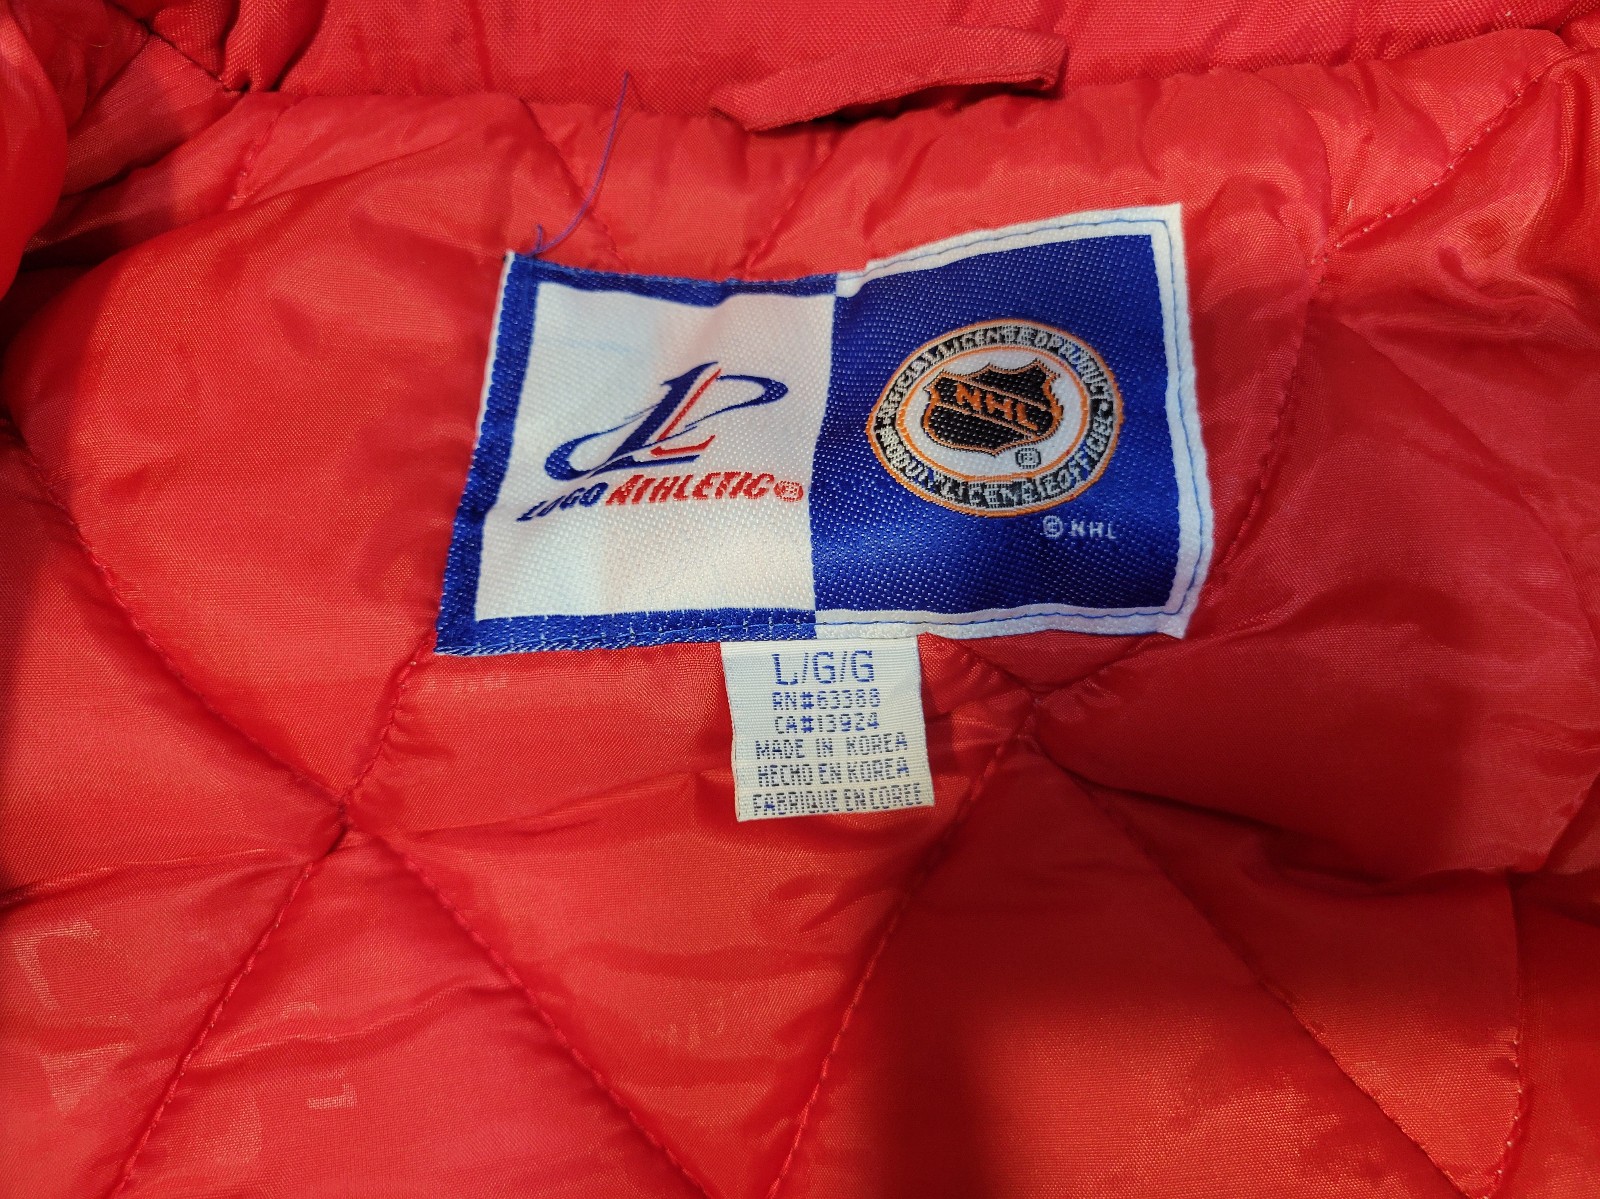 LOGO ATHLETIC®
NHL
®
© NHL
L/G/G
RN#63388
CA#13924
MADE IN KOREA
HECHO EN KOREA
FABRIQUE EN COREE